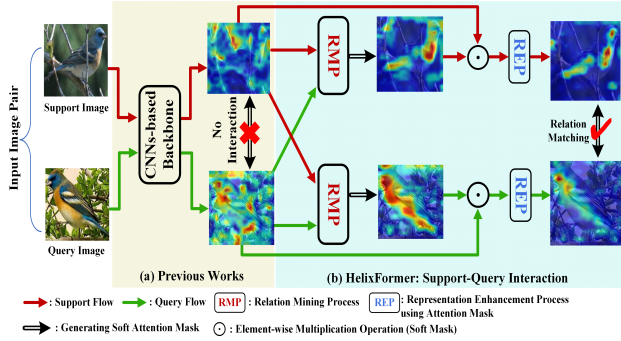 Input Image Pair
Support Image
Query Image
CNNs-based
Backbone
No
Interaction
RMP
RMP
REP
REP
Relation
Matching
(a) Previous Works
(b) HelixFormer: Support-Query Interaction
: Support Flow
: Query Flow
RMP : Relation Mining Process
REP : Representation Enhancement Process
using Attention Mask
: Generating Soft Attention Mask
: Element-wise Multiplication Operation (Soft Mask)